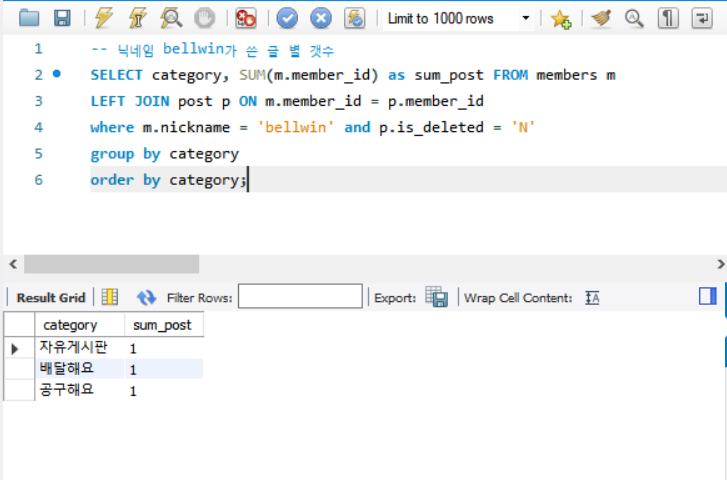 Limit to 1000 rows
1 -- 닉네임 bellwin가 쓴 글 별 갯수
2 SELECT category, SUM(m.member_id) as sum_post FROM members m
3 LEFT JOIN post p ON m.member_id = p.member_id
4 where m.nickname = 'bellwin' and p.is_deleted = 'N'
5 group by category
6 order by category;
Result Grid Filter Rows: Export: Wrap Cell Content:
category sum_post
자유게시판 1
배달해요 1
공구해요 1